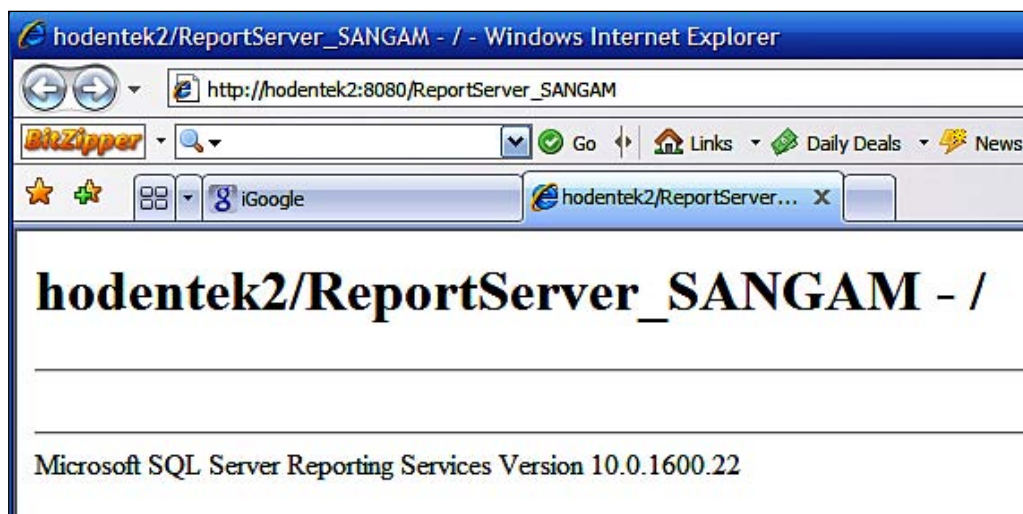 hodentek2/ReportServer_SANGAM - / - Windows Internet Explorer
http://hodentek2:8080/ReportServer_SANGAM
BitZipper Go Links Daily Deals News
iGoogle hodentek2/ReportServer... X
hodentek2/ReportServer_SANGAM - /
Microsoft SQL Server Reporting Services Version 10.0.1600.22